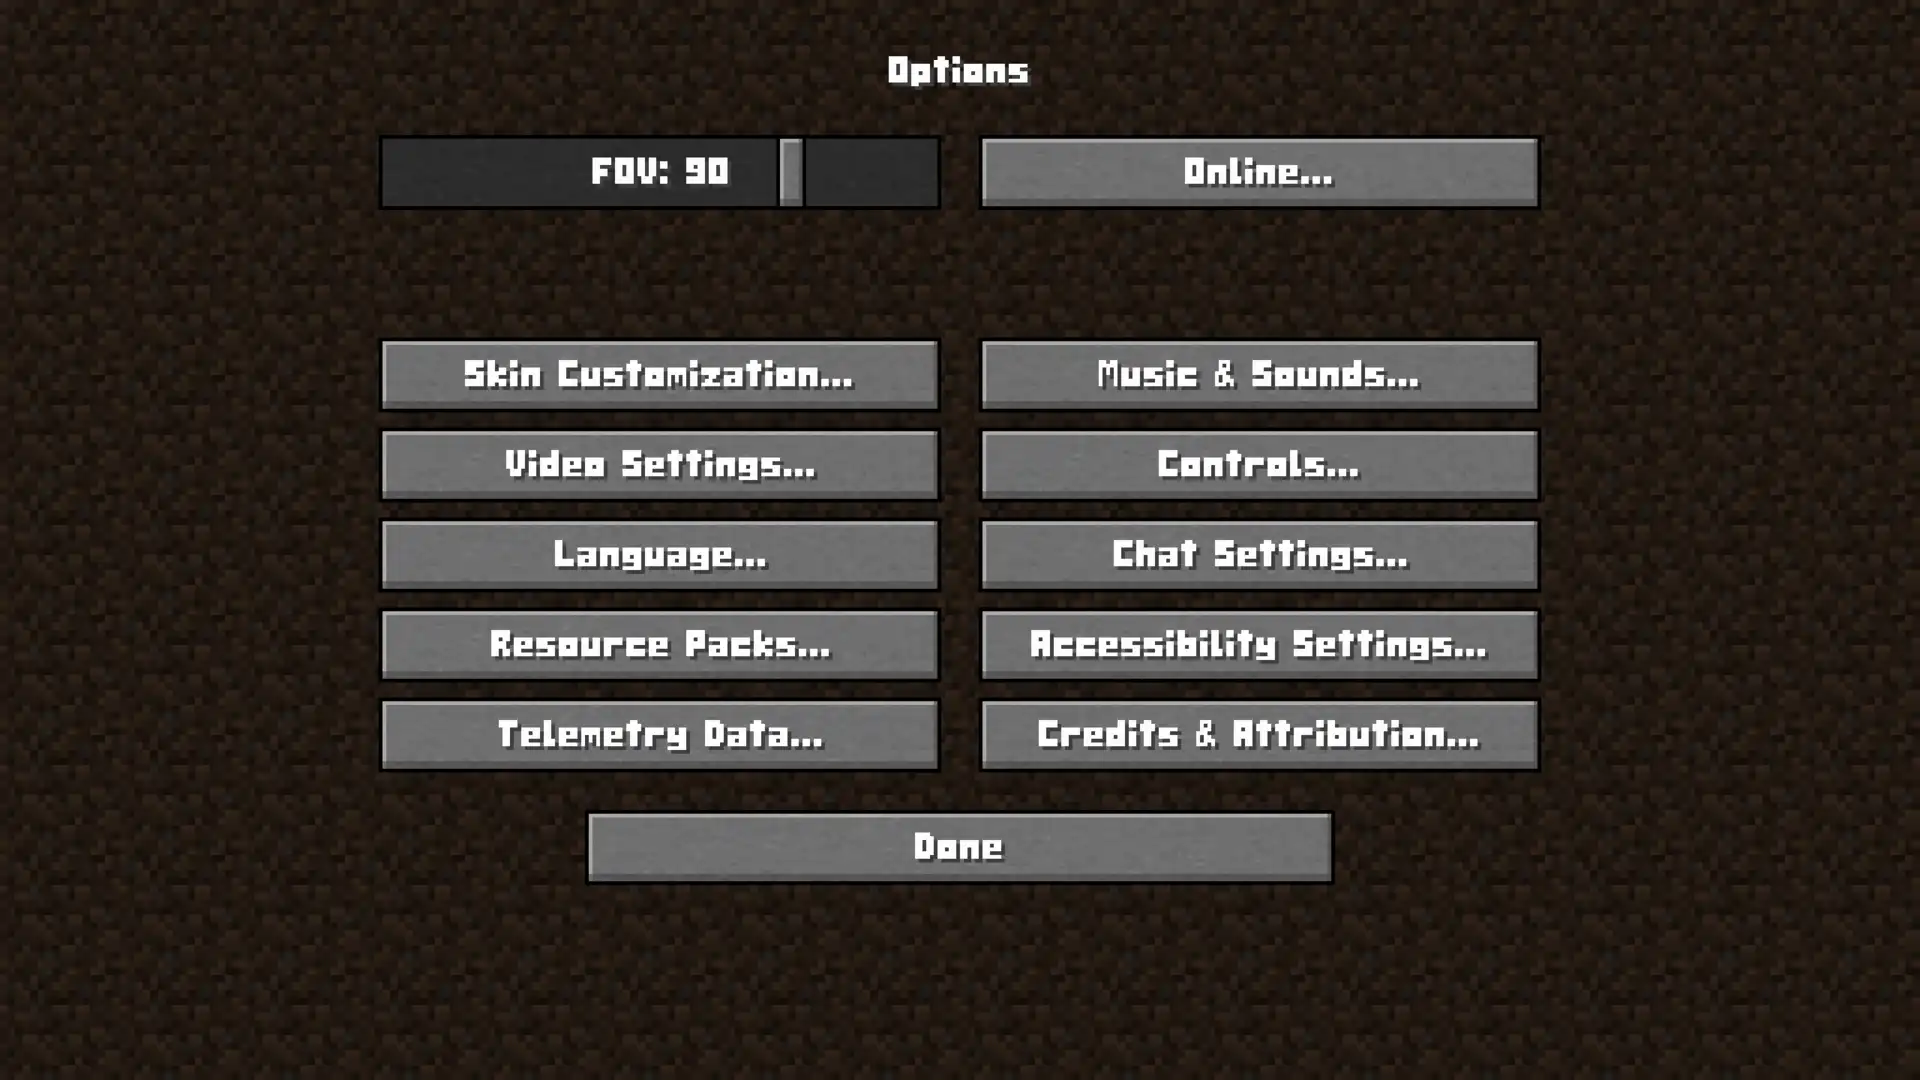 Options
FOV: 90
Online...
Skin Customization...
Music & Sounds...
Video Settings...
Controls...
Language...
Chat Settings...
Resource Packs...
Accessibility Settings...
Telemetry Data...
Credits & Attribution...
Done